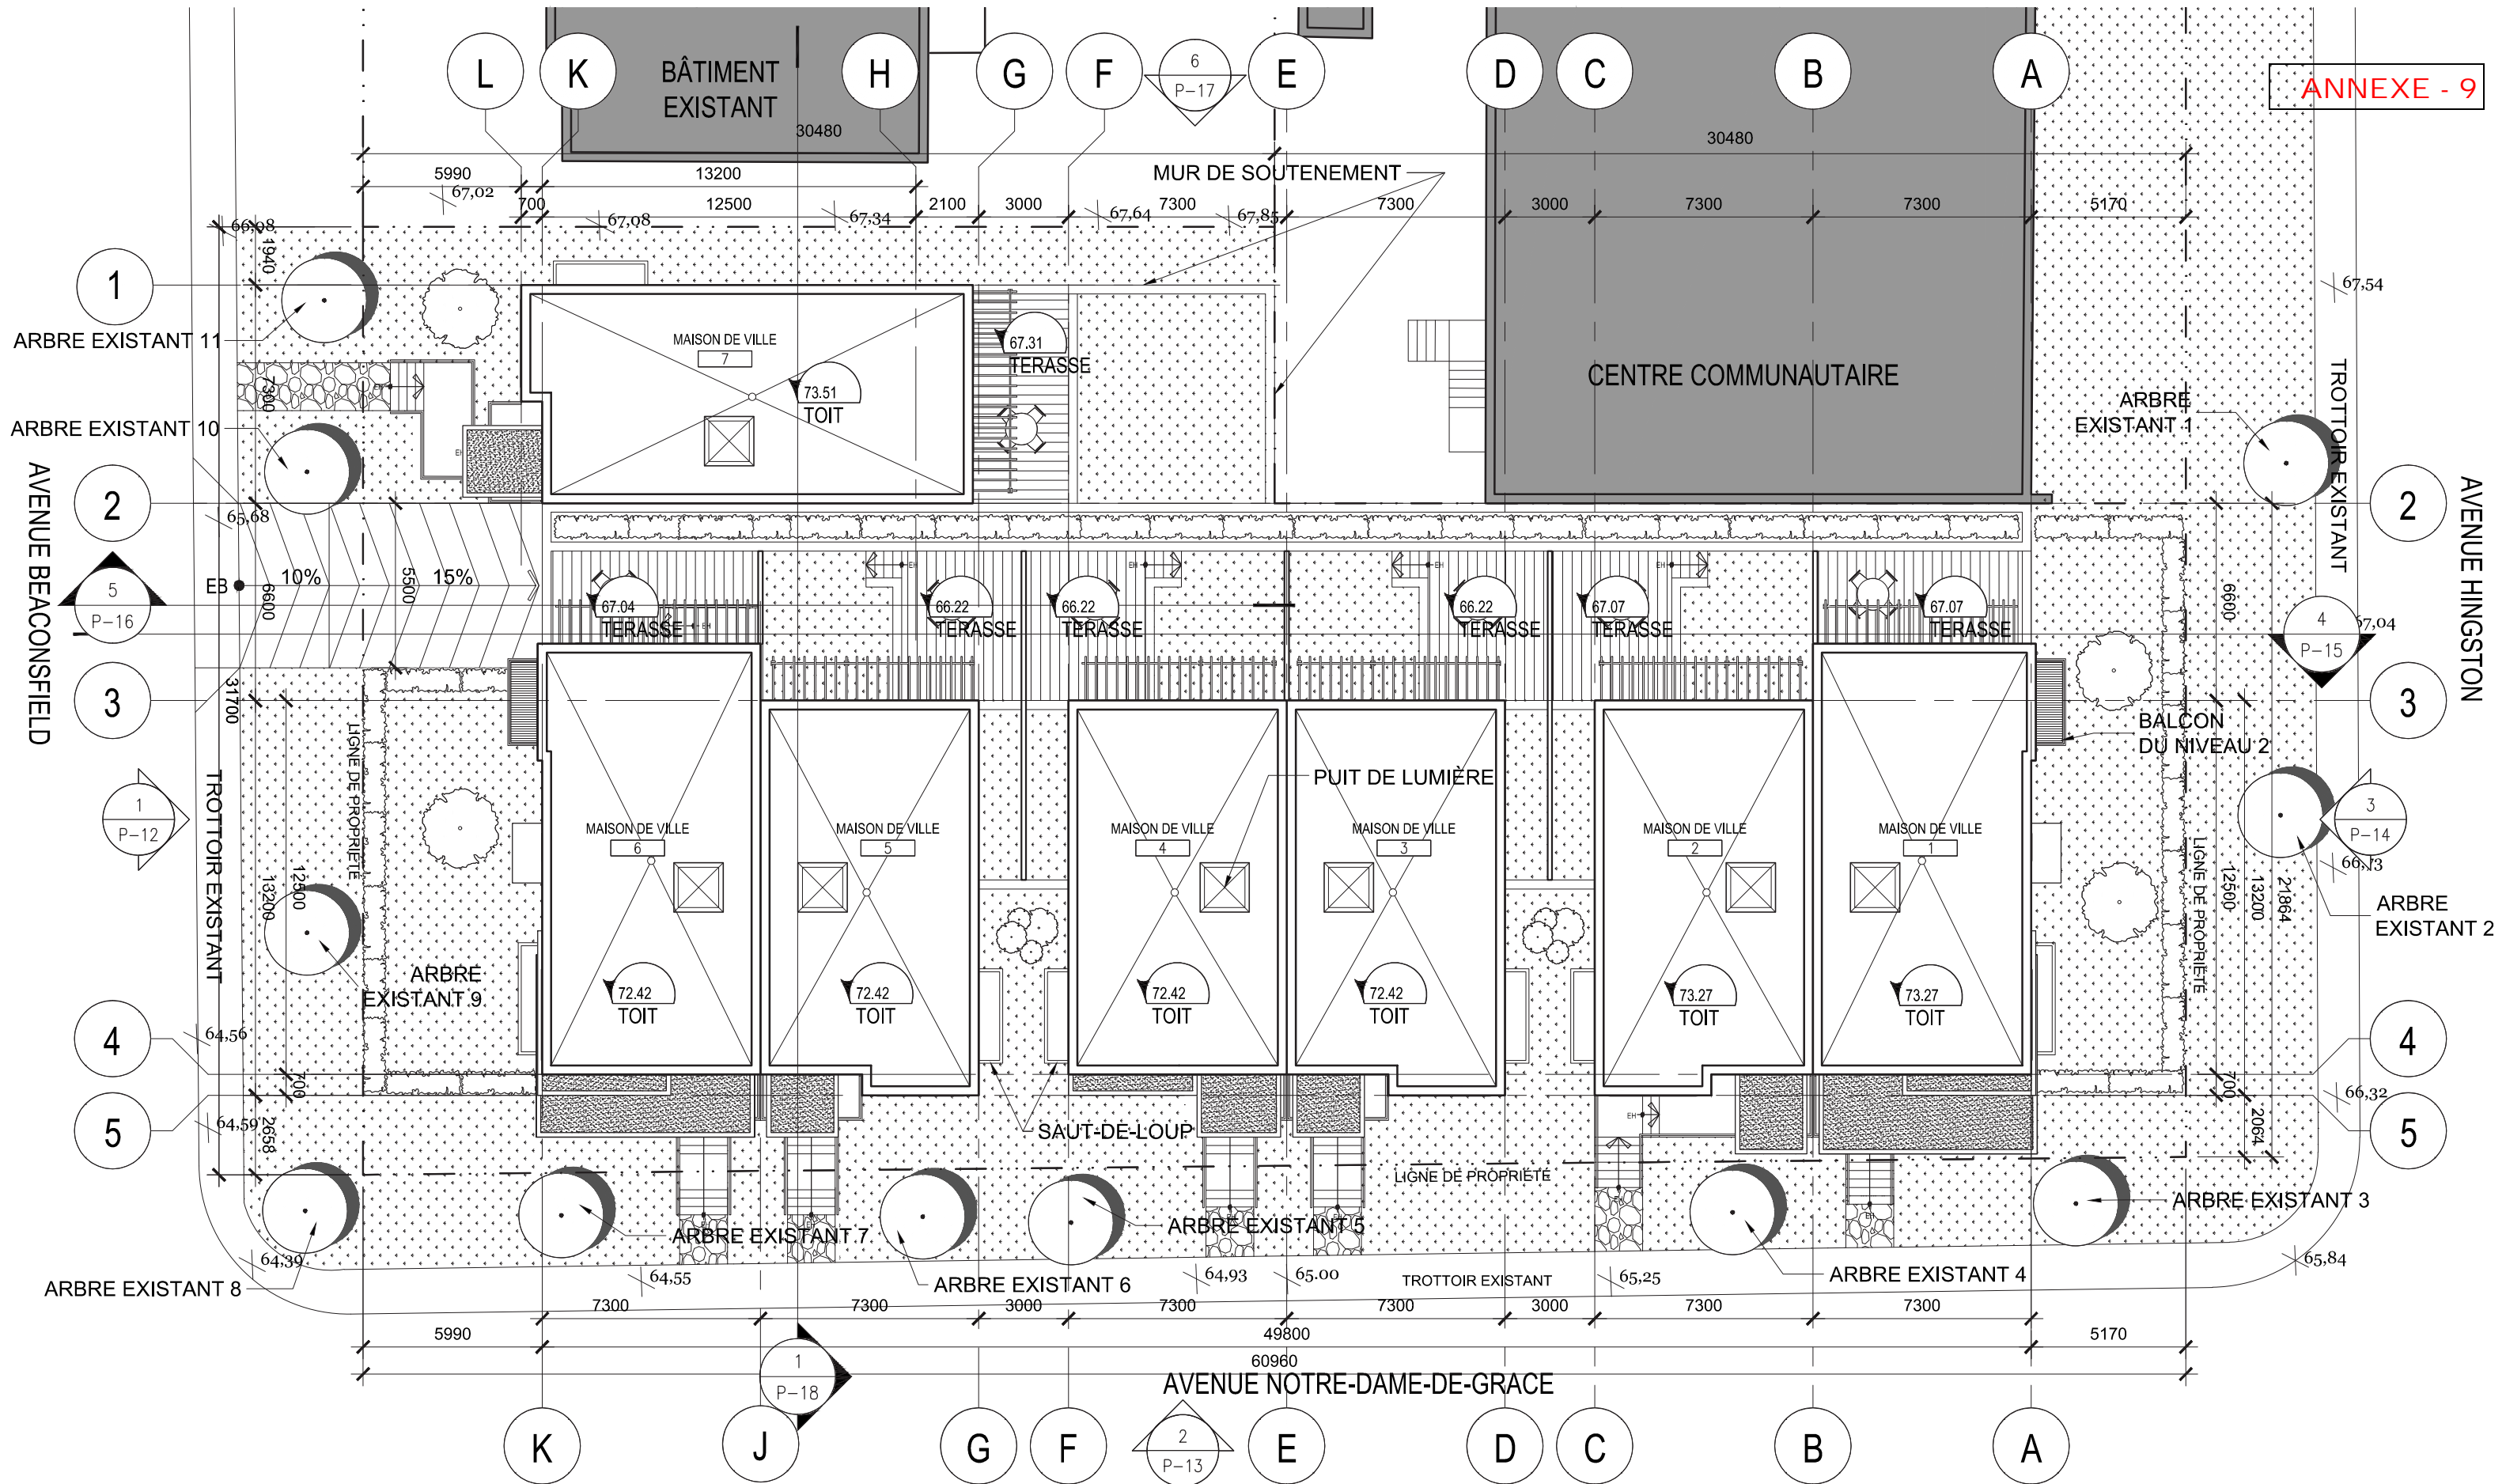 L
K
BÂTIMENT
EXISTANT
H
G
F
6
P-17
E
D
C
B
A
ANNEXE - 9
30480
30480
5990
13200
MUR DE SOUTENEMENT
67,02
700
12500
67,34
2100
3000
67,64
7300
67,85
7300
3000
7300
7300
5170
66,08
67,08
1940
1
67,54
ARBRE EXISTANT 11
MAISON DE VILLE
7
67.31
TERASSE
73.51
TOIT
CENTRE COMMUNAUTAIRE
7300
ARBRE
EXISTANT 1
TROTTOIR EXISTANT
ARBRE EXISTANT 10
EH
AVENUE BEACONSFIELD
2
65,68
2
AVENUE HINGSTON
EB
10%
5500
15%
6600
EH
EH
EH
EH
5
P-16
67.04
TERASSE
EH
66.22
TERASSE
66.22
TERASSE
66.22
TERASSE
67.07
TERASSE
67.07
TERASSE
6600
4
P-15
67,04
3
31700
3
BALCON
DU NIVEAU 2
LIGNE DE PROPRIÉTÉ
PUIT DE LUMIÈRE
1
P-12
TROTTOIR EXISTANT
3
P-14
MAISON DE VILLE
6
MAISON DE VILLE
5
MAISON DE VILLE
4
MAISON DE VILLE
3
MAISON DE VILLE
2
MAISON DE VILLE
1
66,13
LIGNE DE PROPRIÉTÉ
13200
12500
12500
13200
21864
ARBRE
EXISTANT 2
ARBRE
EXISTANT 9
72.42
TOIT
72.42
TOIT
72.42
TOIT
72.42
TOIT
73.27
TOIT
73.27
TOIT
4
64,56
4
700
700
66,32
5
64,59
2658
SAUT-DE-LOUP
EH
2064
5
LIGNE DE PROPRIÉTÉ
ARBRE EXISTANT 3
ARBRE EXISTANT 7
ARBRE EXISTANT 5
EH
64,39
65,84
ARBRE EXISTANT 8
64,55
ARBRE EXISTANT 6
64,93
65.00
TROTTOIR EXISTANT
65,25
ARBRE EXISTANT 4
7300
7300
3000
7300
7300
3000
7300
7300
5990
49800
5170
60960
1
P-18
AVENUE NOTRE-DAME-DE-GRACE
K
J
G
F
2
P-13
E
D
C
B
A